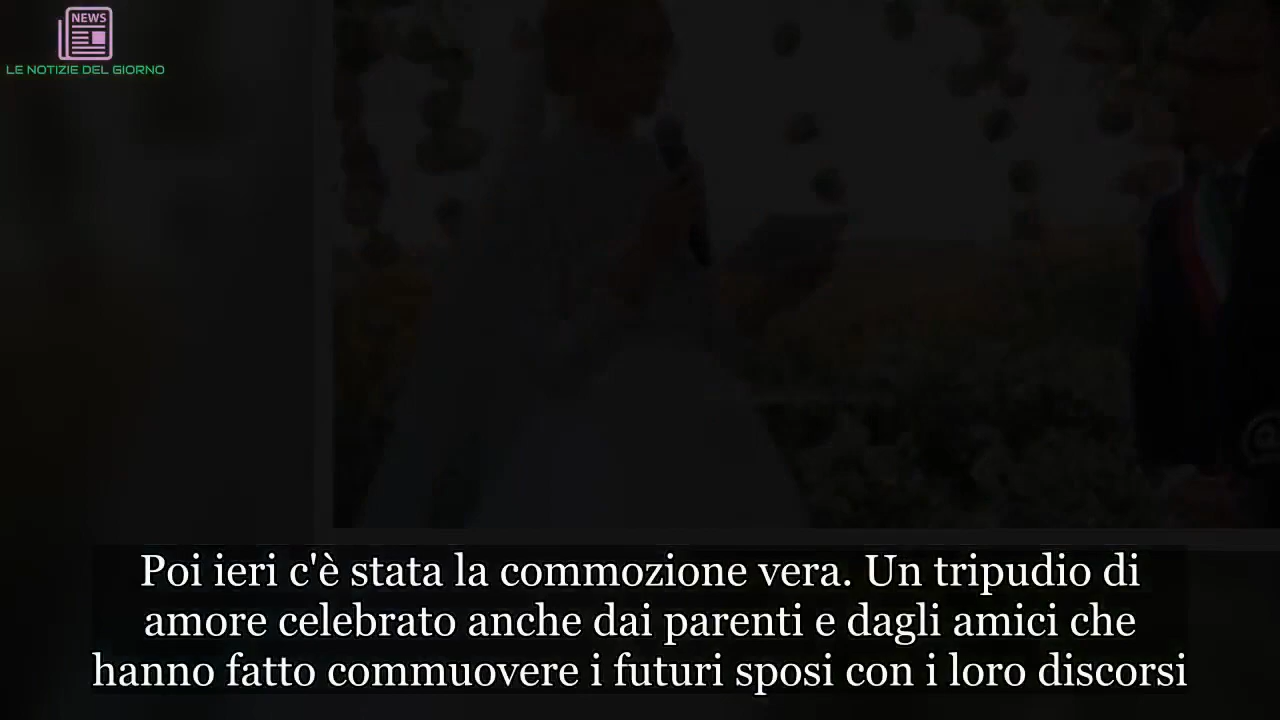 NEWS
LE NOTIZIE DEL GIORNO
Poi ieri c'è stata la commozione vera. Un tripudio di
amore celebrato anche dai parenti e dagli amici che
hanno fatto commuovere i futuri sposi con i loro discorsi